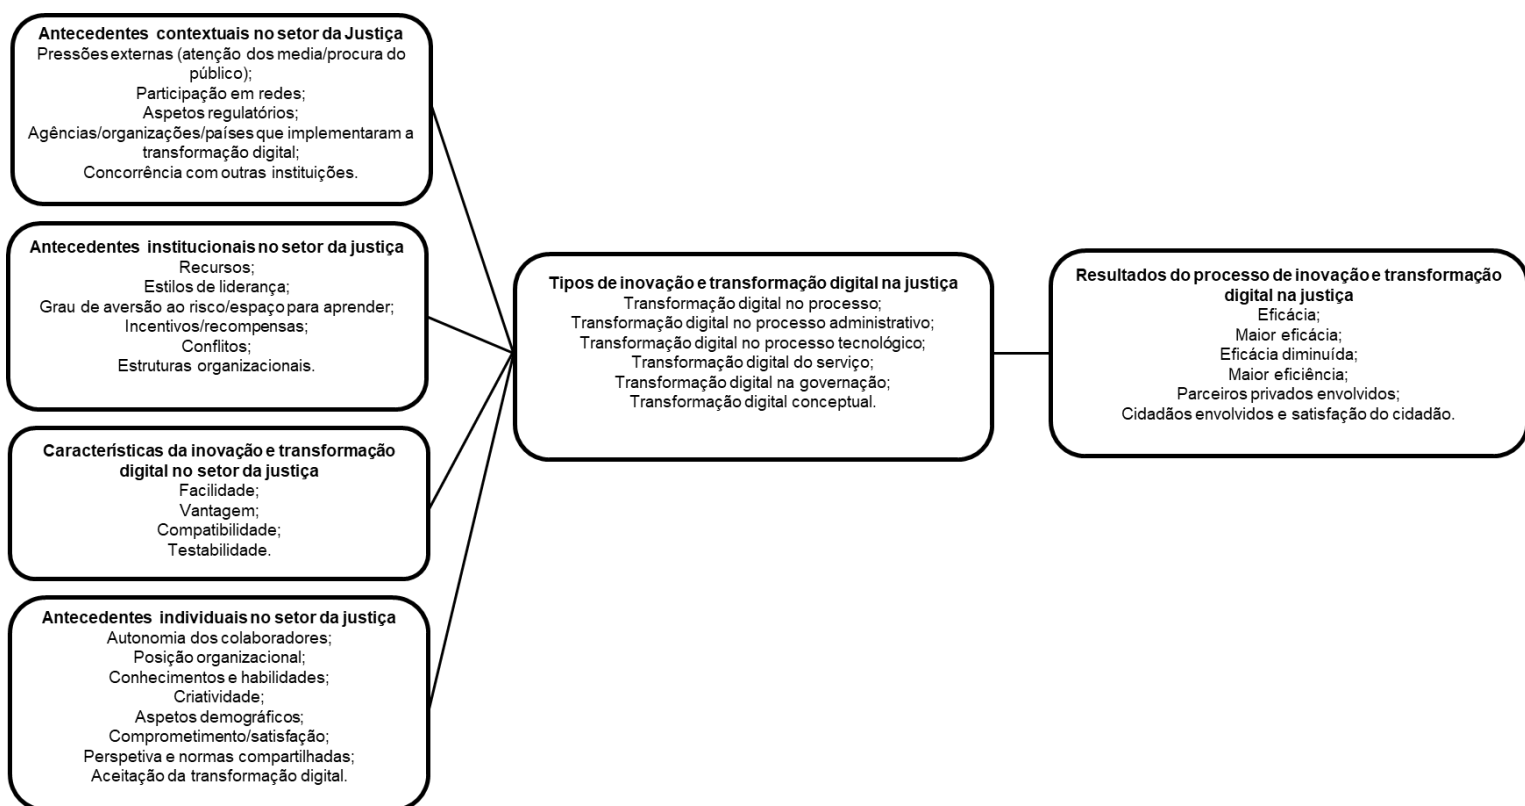 Antecedentes contextuais no setor da Justiça
Pressões externas (atenção dos media/procura do
público);
Participação em redes;
Aspetos regulatórios;
Agências/organizações/países que implementaram a
transformação digital;
Concorrência com outras instituições.
Antecedentes institucionais no setor da justiça
Recursos;
Estilos de liderança;
Grau de aversão ao risco/espaço para aprender;
Incentivos/recompensas;
Conflitos;
Estruturas organizacionais.
Características da inovação e transformação
digital no setor da justiça
Facilidade;
Vantagem;
Compatibilidade;
Testabilidade.
Antecedentes individuais no setor da justiça
Autonomia dos colaboradores;
Posição organizacional;
Conhecimentos e habilidades;
Criatividade;
Aspetos demográficos;
Comprometimento/satisfação;
Perspetiva e normas compartilhadas;
Aceitação da transformação digital.
Tipos de inovação e transformação digital na justiça
Transformação digital no processo;
Transformação digital no processo administrativo;
Transformação digital no processo tecnológico;
Transformação digital do serviço;
Transformação digital na governação;
Transformação digital conceptual.
Resultados do processo de inovação e transformação
digital na justiça
Eficácia;
Maior eficácia;
Eficácia diminuída;
Maior eficiência;
Parceiros privados envolvidos;
Cidadãos envolvidos e satisfação do cidadão.